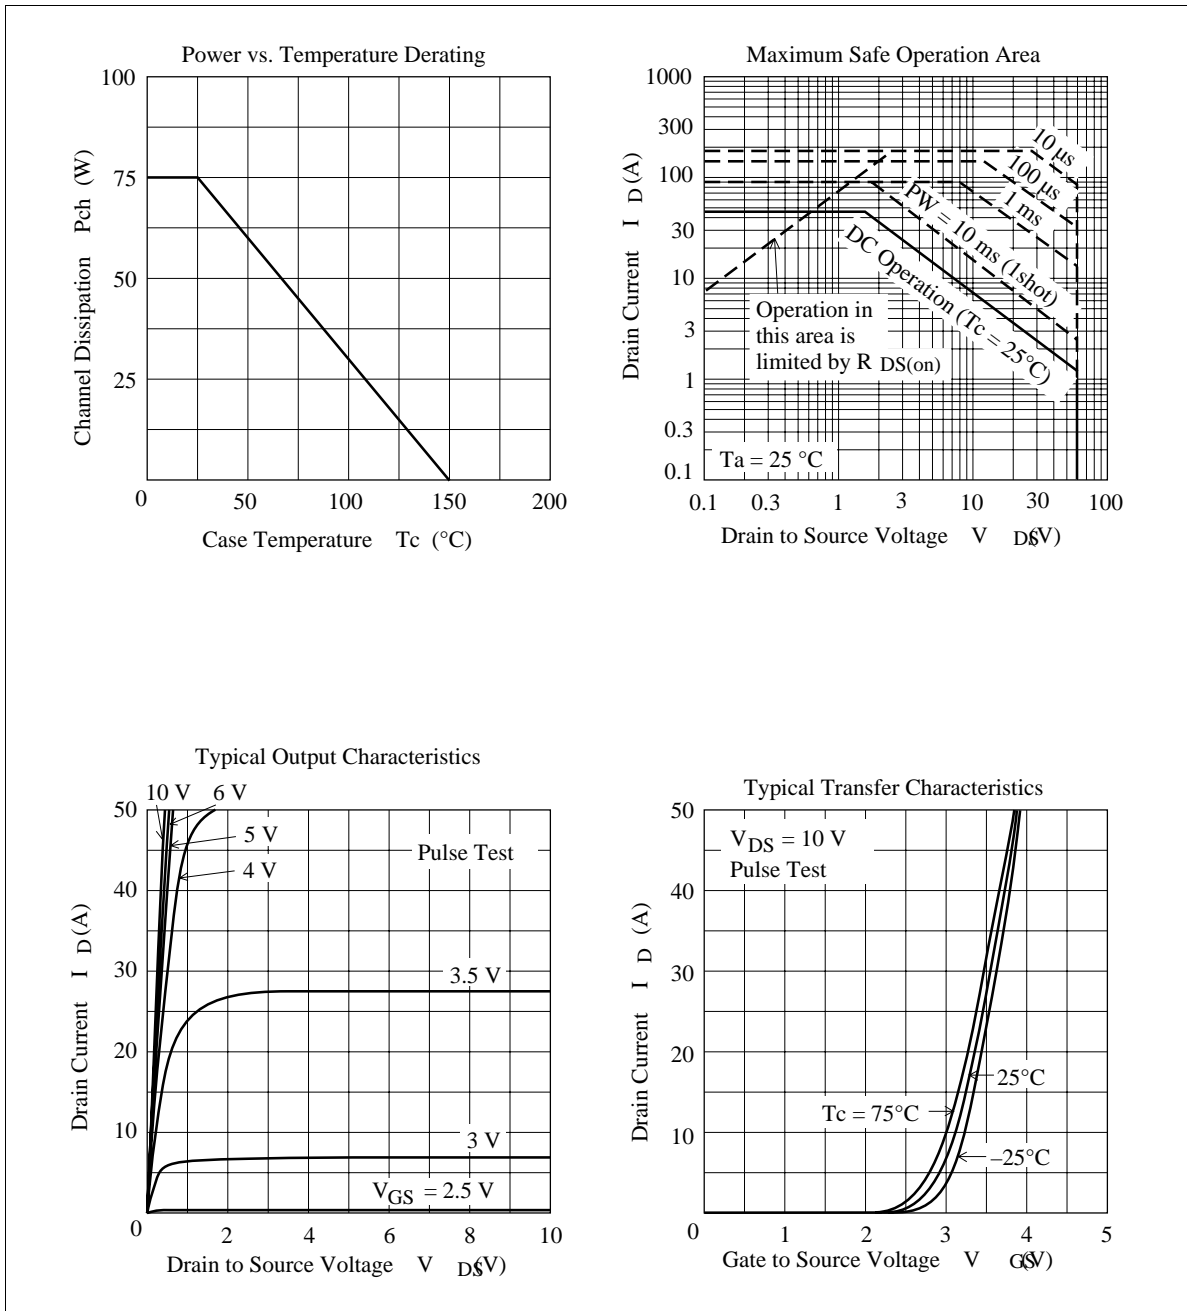 Power vs. Temperature Derating
100
75
50
25
0
50
100
150
200
Channel Dissipation Pch (W)
Case Temperature Tc (°C)
Maximum Safe Operation Area
1000
300
100
30
10
3
1
0.3
0.1
0.1
0.3
1
3
10
30
100
Drain Current I D (A)
10 µs
100 µs
1 ms
PW = 10 ms (1shot)
DC Operation (Tc = 25°C)
Operation in
this area is
limited by R DS(on)
Ta = 25 °C
Drain to Source Voltage V DS (V)
Typical Output Characteristics
10 V
6 V
5 V
4 V
Pulse Test
3.5 V
3 V
VGS = 2.5 V
50
40
30
20
10
0
2
4
6
8
10
Drain Current I D (A)
Drain to Source Voltage V DS (V)
Typical Transfer Characteristics
VDS = 10 V
Pulse Test
25°C
Tc = 75°C
–25°C
50
40
30
20
10
0
1
2
3
4
5
Drain Current I D (A)
Gate to Source Voltage V GS (V)